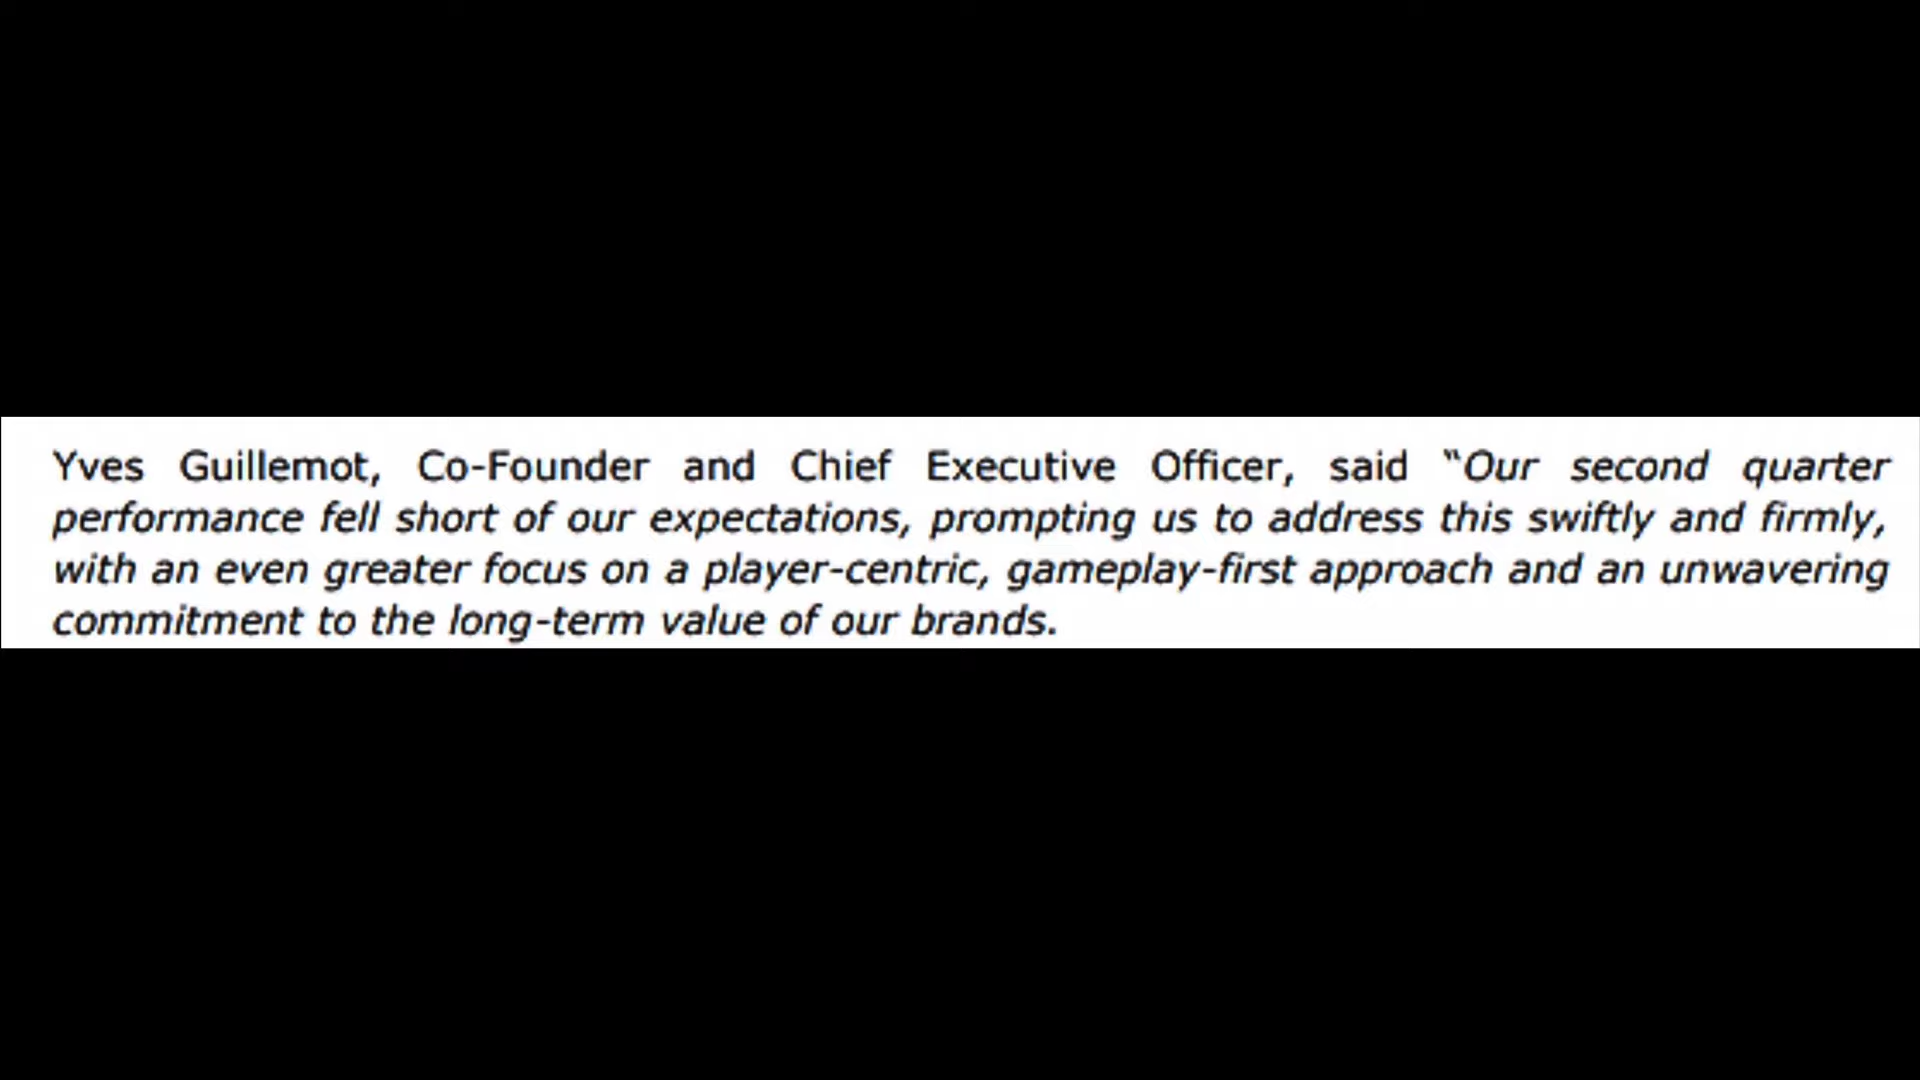 Yves Guillemot, Co-Founder and Chief Executive Officer, said “Our second quarter
performance fell short of our expectations, prompting us to address this swiftly and firmly,
with an even greater focus on a player-centric, gameplay-first approach and an unwavering
commitment to the long-term value of our brands.